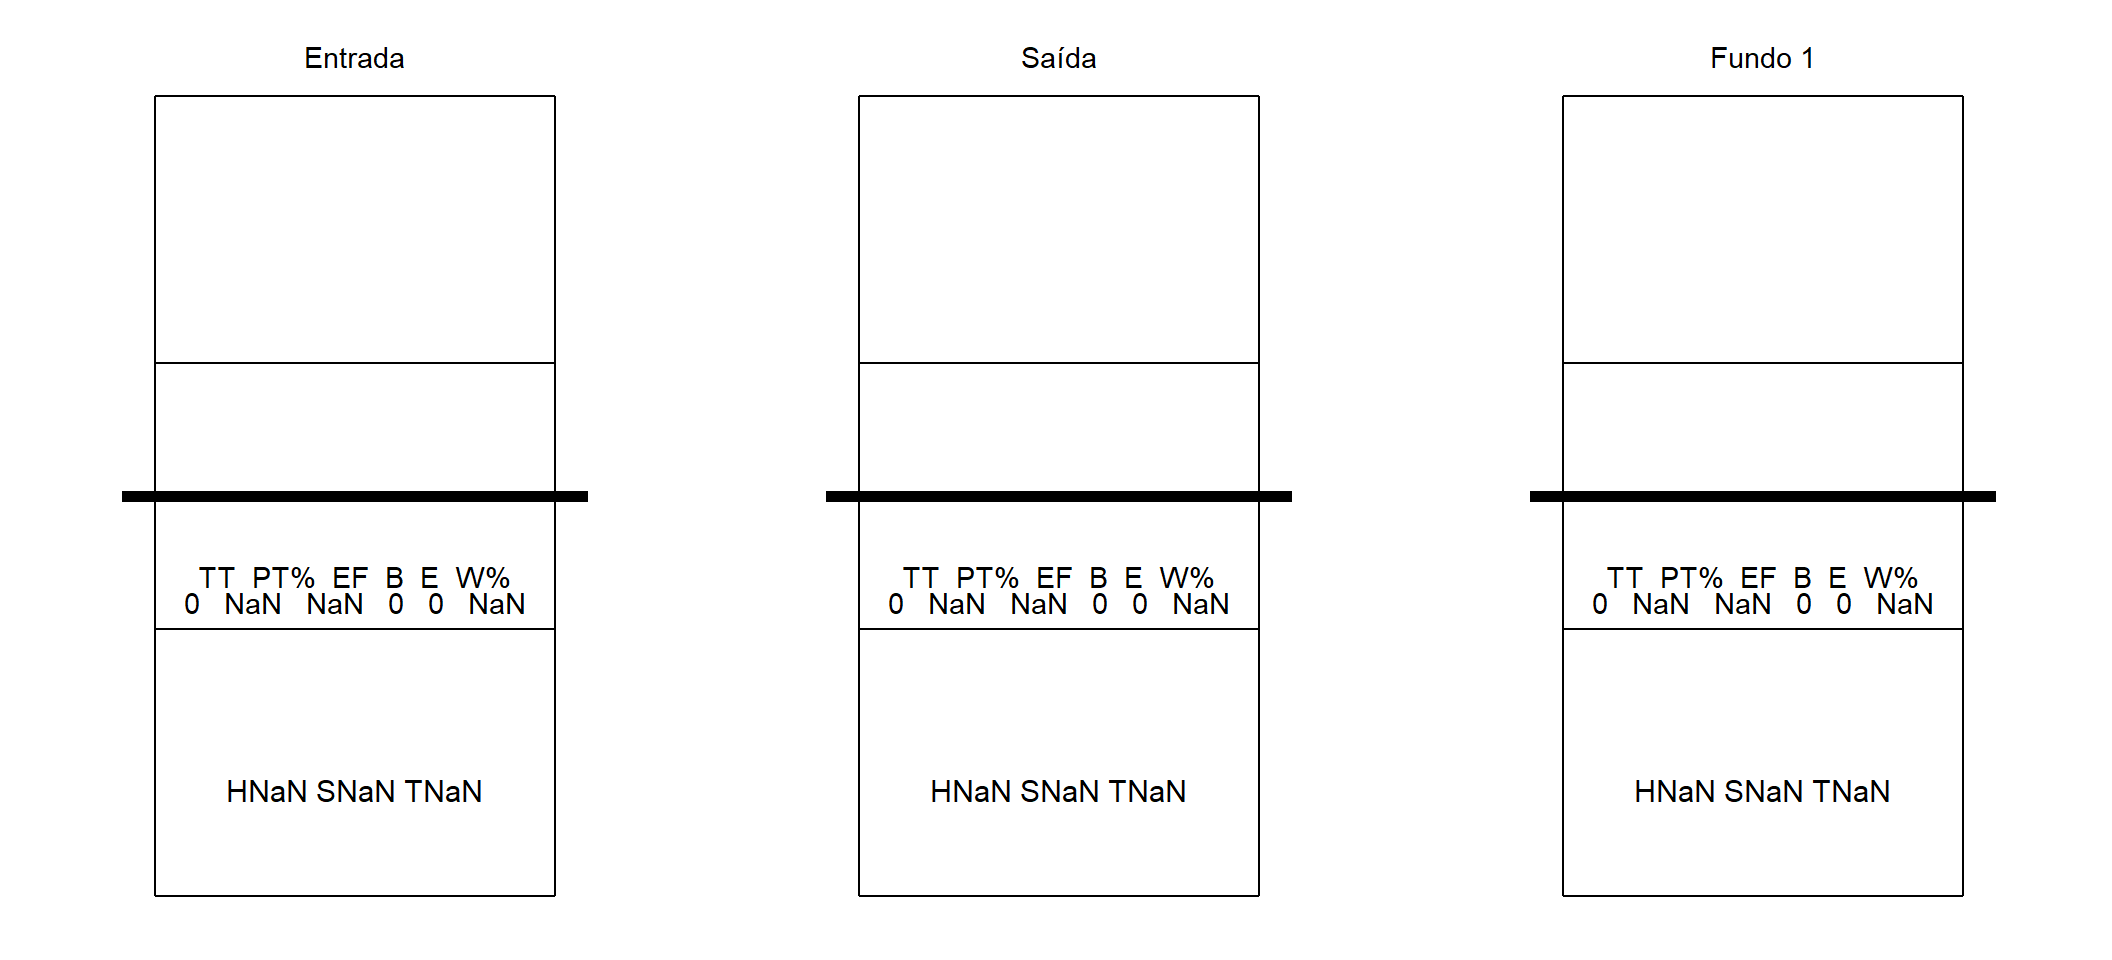 Entrada
TT PT% EF B E W%
0 NaN NaN 0 0 NaN
HNaN SNaN TNaN
Saída
TT PT% EF B E W%
0 NaN NaN 0 0 NaN
HNaN SNaN TNaN
Fundo 1
TT PT% EF B E W%
0 NaN NaN 0 0 NaN
HNaN SNaN TNaN